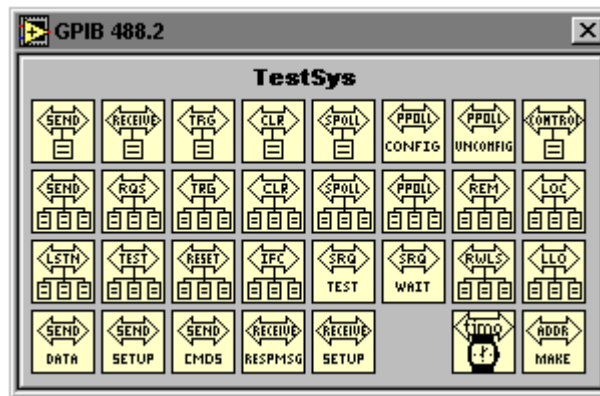 GPIB 488.2
TestSys
SEND RECEIVE TRG CLR SPOLL PPOLL PPOLL CONTROL
CONFIG UNCONFIG
SEND RQS TRG CLR SPOLL PPOLL REM LOC
LSTN TEST RESET IFC SRQ SRQ RWLS LLO
TEST WAIT
SEND SEND SEND RECEIVE RECEIVE timo ADDR
DATA SETUP CMDS RESPMSG SETUP MAKE